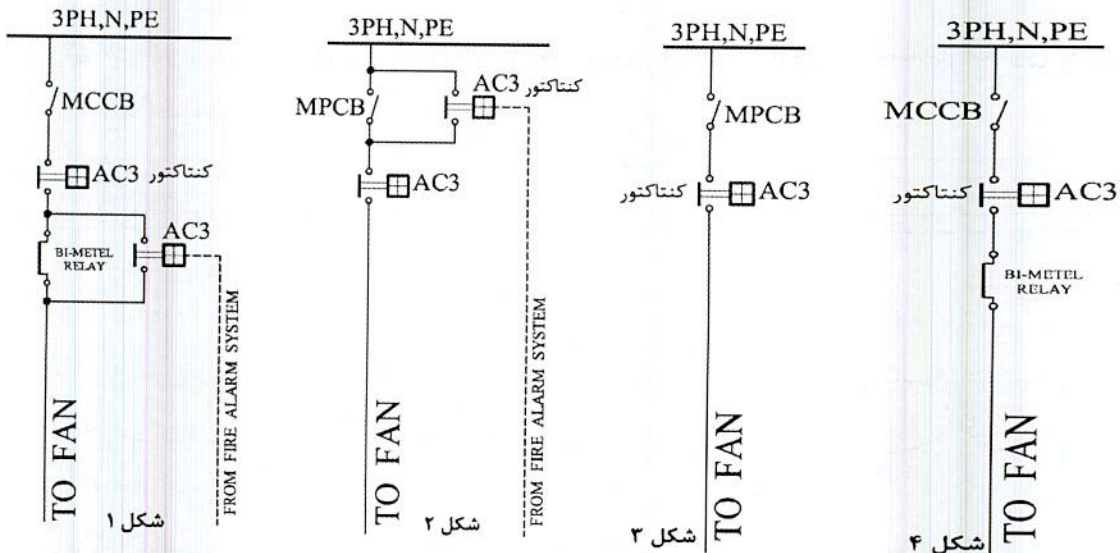 3PH,N,PE
MCCB
AC3 کنتاکتور
AC3
BI-METEL
RELAY
TO FAN
FROM FIRE ALARM SYSTEM
شکل ۱
3PH,N,PE
MPCB
AC3 کنتاکتور
AC3
TO FAN
FROM FIRE ALARM SYSTEM
شکل ۲
3PH,N,PE
MPCB
کنتاکتور AC3
TO FAN
شکل ۳
3PH,N,PE
MCCB
کنتاکتور AC3
BI-METEL
RELAY
TO FAN
شکل ۴